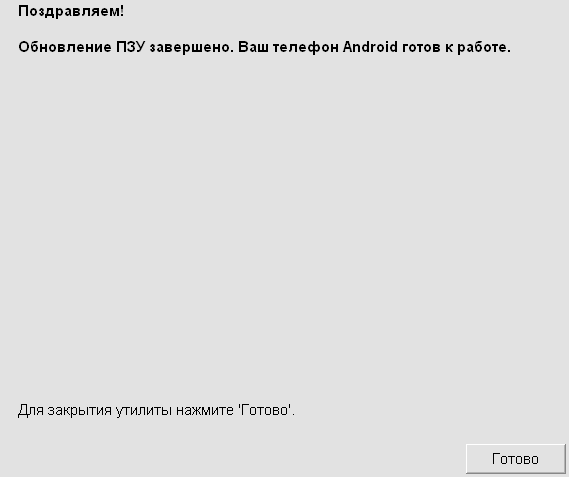 Поздравляем!
Обновление ПЗУ завершено. Ваш телефон Android готов к работе.
Для закрытия утилиты нажмите 'Готово'.
Готово